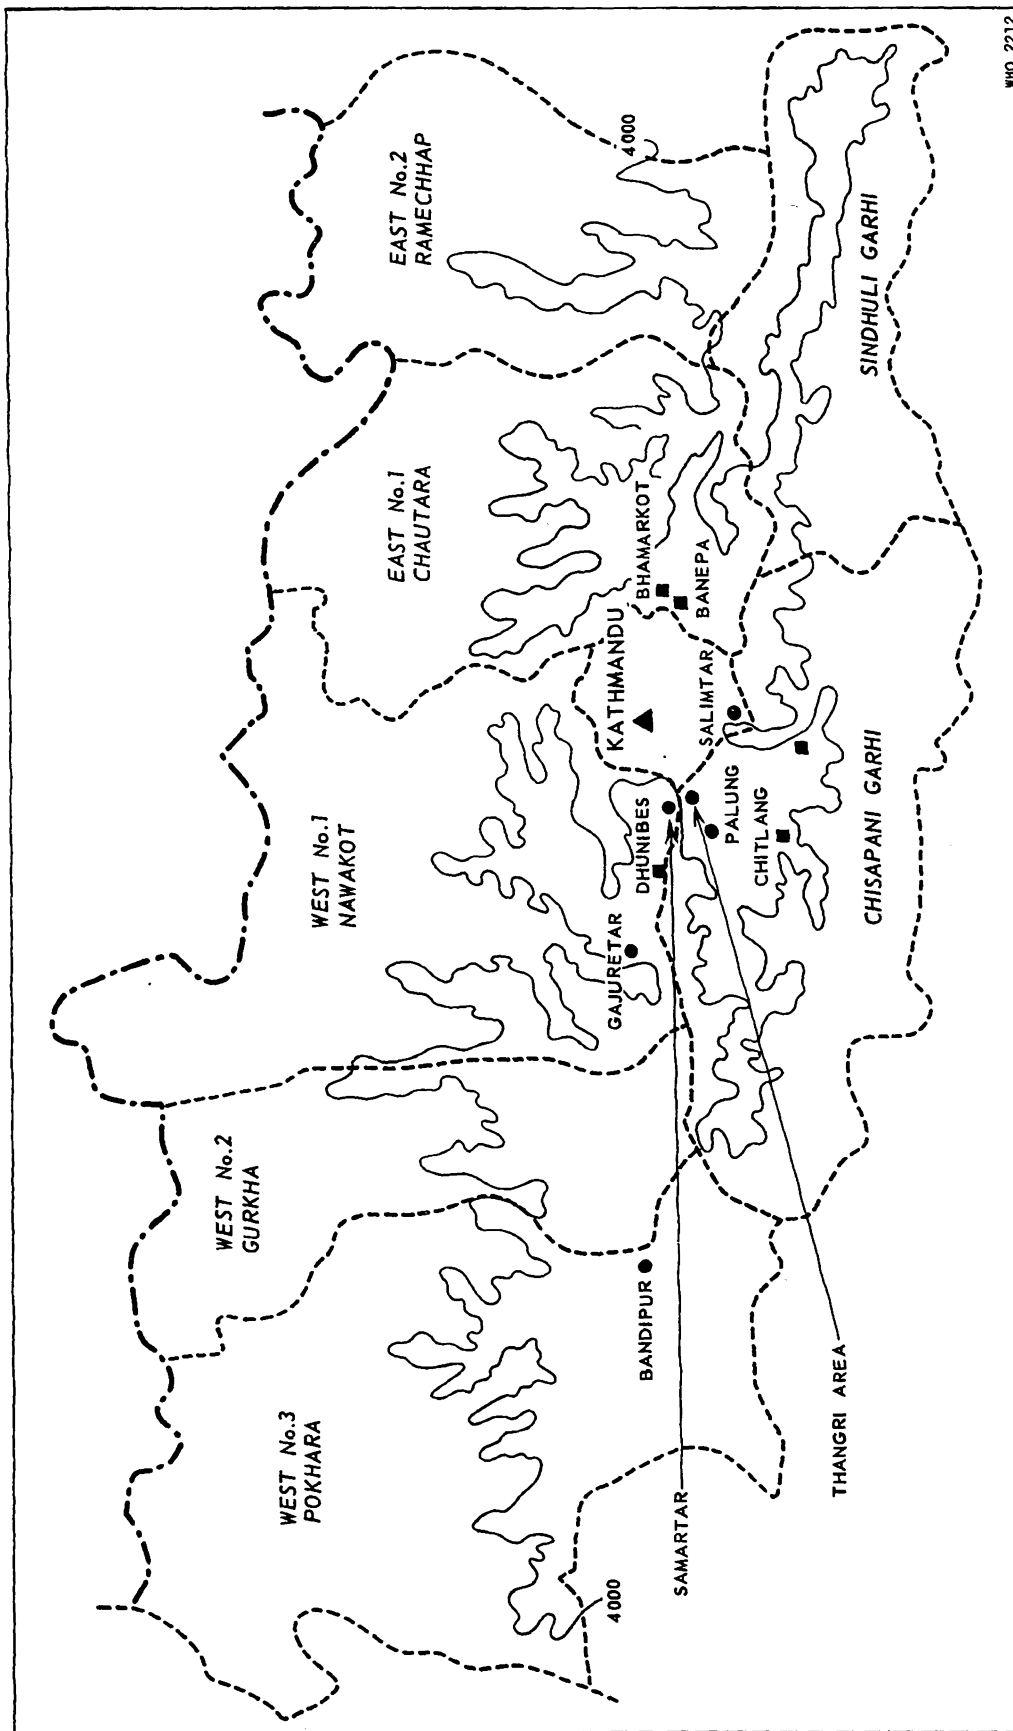 WEST No.3
POKHARA
WEST No.2
GURKHA
WEST No.1
NAWAKOT
EAST No.1
CHAUTARA
EAST No.2
RAMECHHAP
4000
4000
GAJURETAR
DHUNIBES
KATHMANDU
BHAMARKOT
BANEPA
SALIMTAR
PALUNG
CHITLANG
BANDIPUR
SAMARTAR
THANGRI AREA
CHISAPANI GARHI
SINDHULI GARHI
WHO 2212